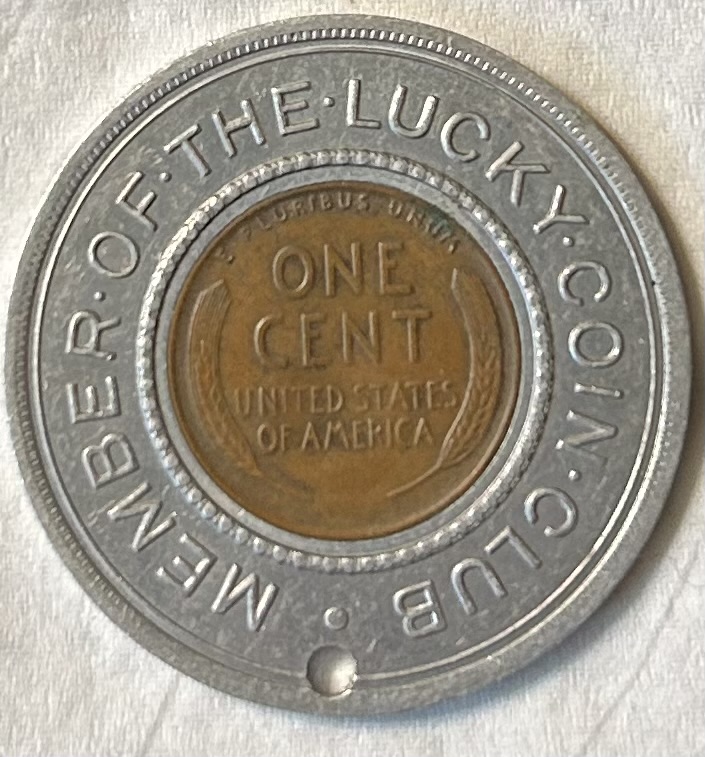 MEMBER·OF·THE·LUCKY·COIN·CLUB
E PLURIBUS UNUM
ONE
CENT
UNITED STATES
OF AMERICA